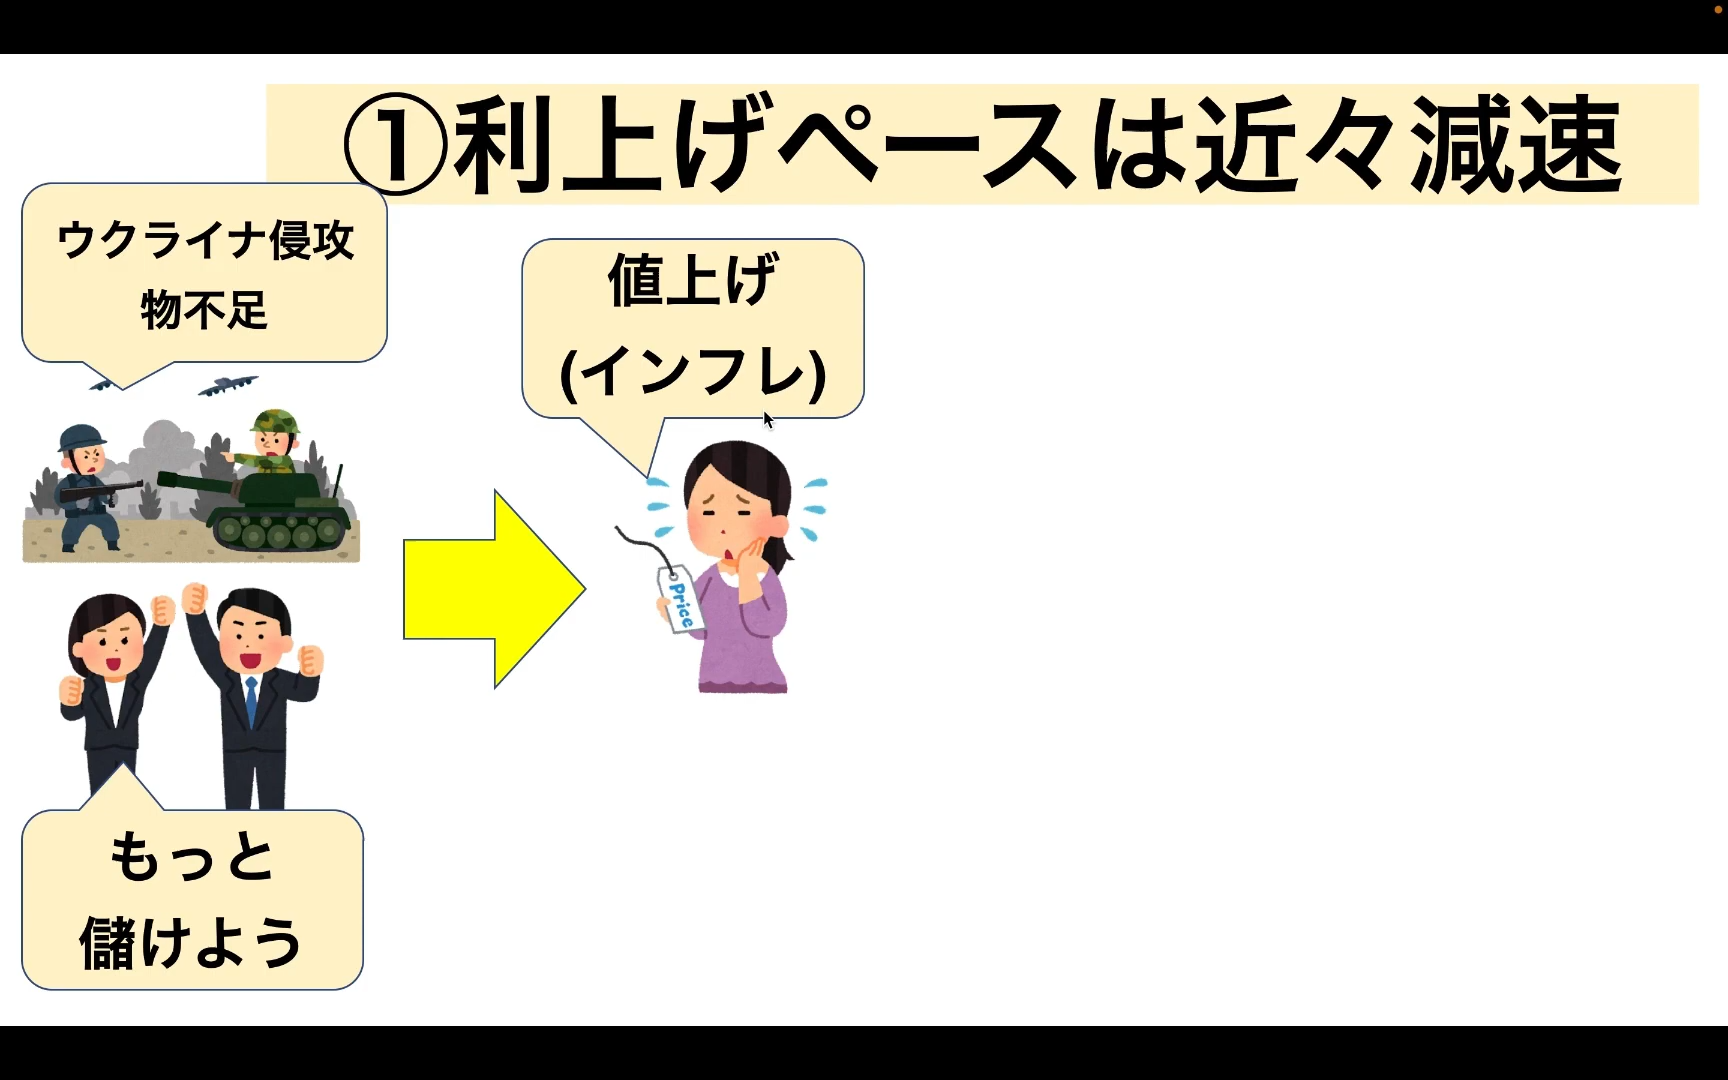 ①利上げペースは近々減速
ウクライナ侵攻
物不足
値上げ
(インフレ)
Price
もっと
儲けよう